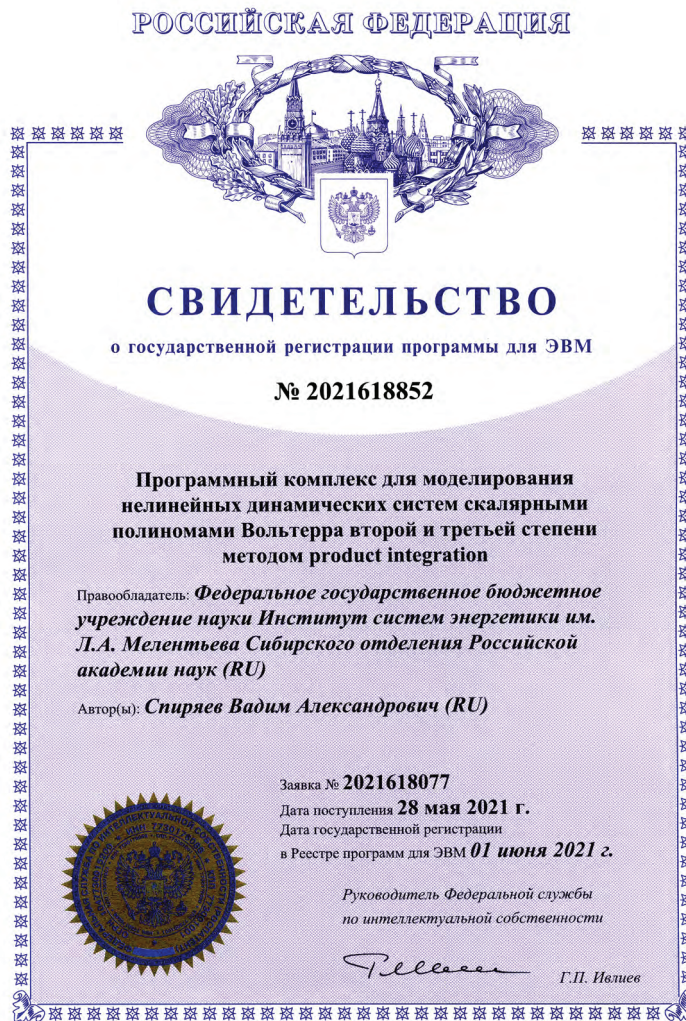 РОССИЙСКАЯ ФЕДЕРАЦИЯ
СВИДЕТЕЛЬСТВО
о государственной регистрации программы для ЭВМ
№ 2021618852
Программный комплекс для моделирования
нелинейных динамических систем скалярными
полиномами Вольтерра второй и третьей степени
методом product integration
Правообладатель: Федеральное государственное бюджетное
учреждение науки Институт систем энергетики им.
Л.А. Мелентьева Сибирского отделения Российской
академии наук (RU)
Автор(ы): Спиряев Вадим Александрович (RU)
Заявка № 2021618077
Дата поступления 28 мая 2021 г.
Дата государственной регистрации
в Реестре программ для ЭВМ 01 июня 2021 г.
Руководитель Федеральной службы
по интеллектуальной собственности
Г.П. Ивлиев